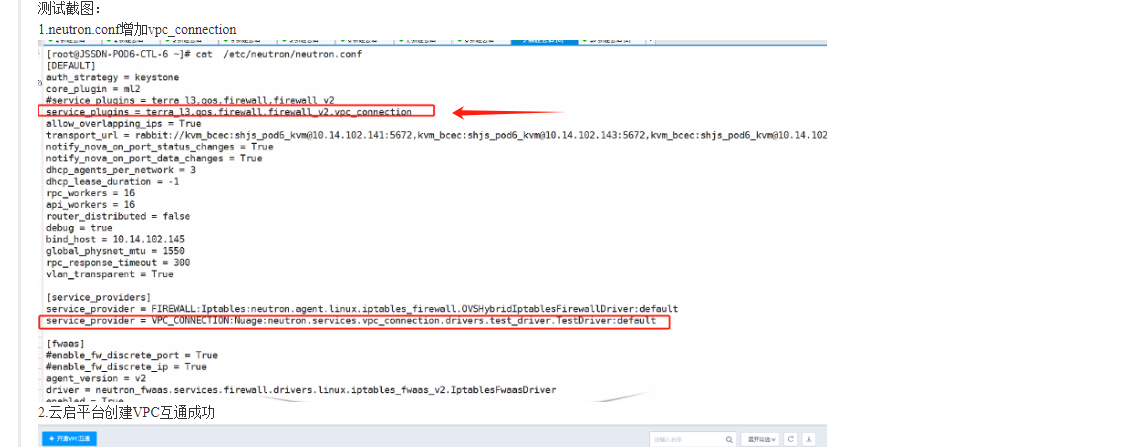 测试截图：
1.neutron.conf增加vpc_connection
[root@JSSDN-POD6-CTL-6 ~]# cat  /etc/neutron/neutron.conf
[DEFAULT]
auth_strategy = keystone
core_plugin = ml2
#service_plugins = terra_l3,qos,firewall,firewall_v2
service_plugins = terra_l3,qos,firewall,firewall_v2,vpc_connection
allow_overlapping_ips = True
transport_url = rabbit://kvm_bcec:shjs_pod6_kvm@10.14.102.141:5672,kvm_bcec:shjs_pod6_kvm@10.14.102.143:5672,kvm_bcec:shjs_pod6_kvm@10.14.102
notify_nova_on_port_status_changes = True
notify_nova_on_port_data_changes = True
dhcp_agents_per_network = 3
dhcp_lease_duration = -1
rpc_workers = 16
api_workers = 16
router_distributed = false
debug = true
bind_host = 10.14.102.145
global_physnet_mtu = 1550
rpc_response_timeout = 300
vlan_transparent = True
[service_providers]
service_provider = FIREWALL:Iptables:neutron.agent.linux.iptables_firewall.OVSHybridIptablesFirewallDriver:default
service_provider = VPC_CONNECTION:Nuage:neutron.services.vpc_connection.drivers.test_driver.TestDriver:default
[fwaas]
#enable_fw_discrete_port = True
#enable_fw_discrete_ip = True
agent_version = v2
driver = neutron_fwaas.services.firewall.drivers.linux.iptables_fwaas_v2.IptablesFwaasDriver
enabled = True
2.云启平台创建VPC互通成功
+ 开通VPC互通